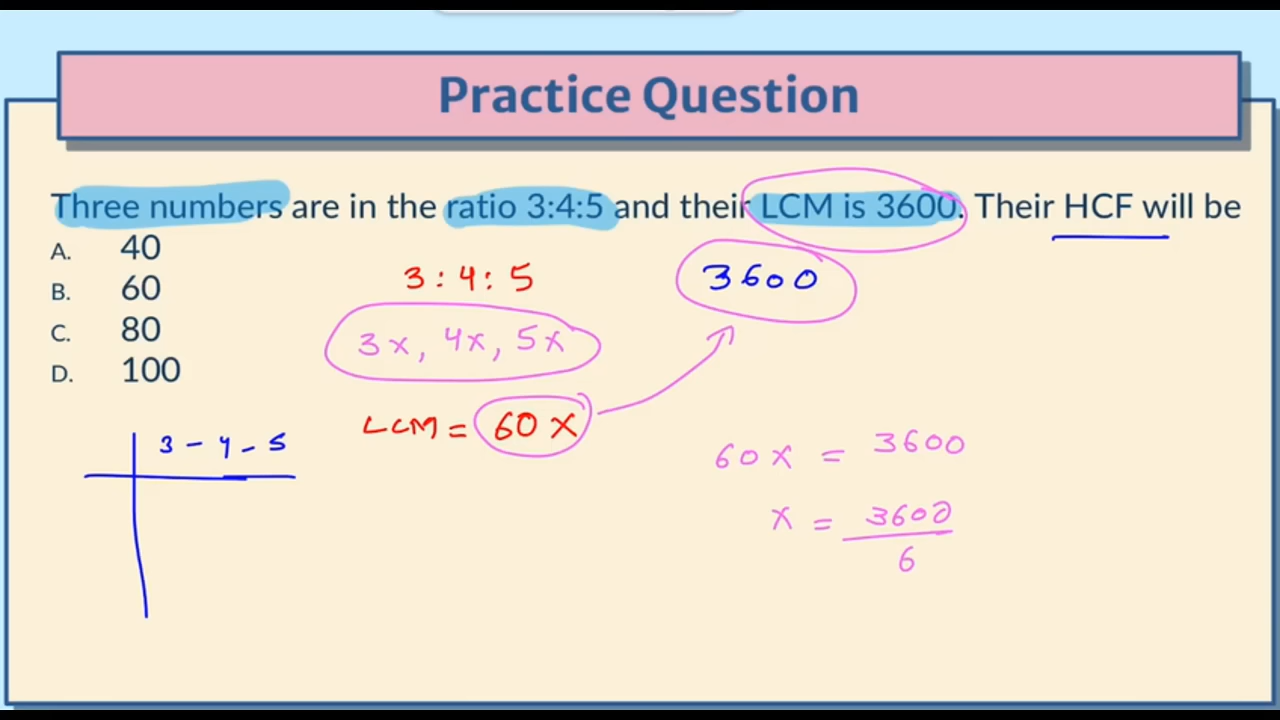 Practice Question
Three numbers are in the ratio 3:4:5 and their LCM is 3600. Their HCF will be
A. 40
B. 60
C. 80
D. 100
3 : 4 : 5
3600
3x, 4x, 5x
LCM = 60 x
3 - 4 - 5
60 x = 3600
x = 3600
6